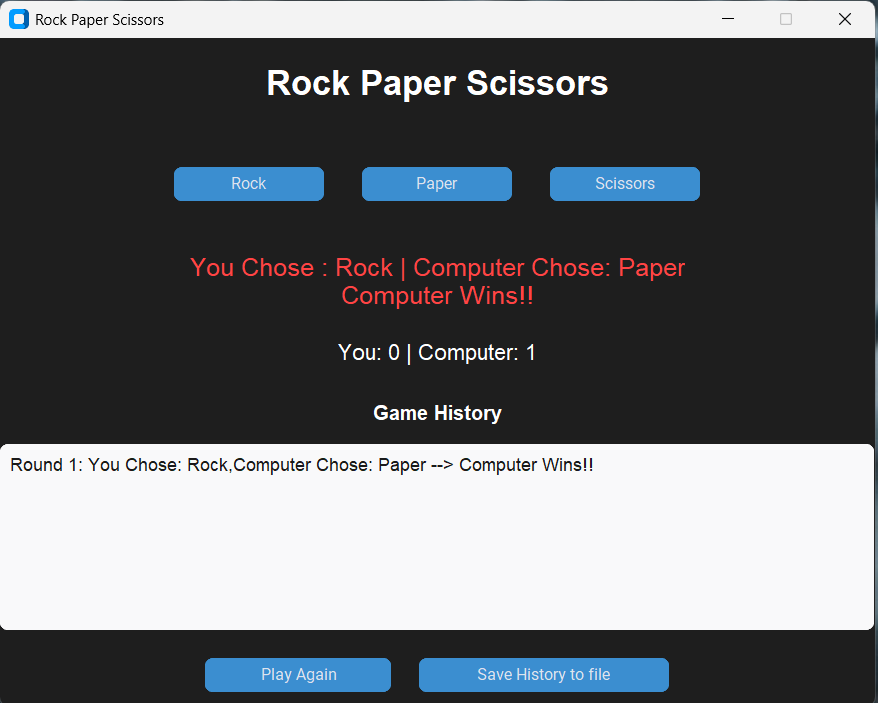 Rock Paper Scissors
Rock Paper Scissors
Rock
Paper
Scissors
You Chose : Rock | Computer Chose: Paper
Computer Wins!!
You: 0 | Computer: 1
Game History
Round 1: You Chose: Rock,Computer Chose: Paper --> Computer Wins!!
Play Again
Save History to file